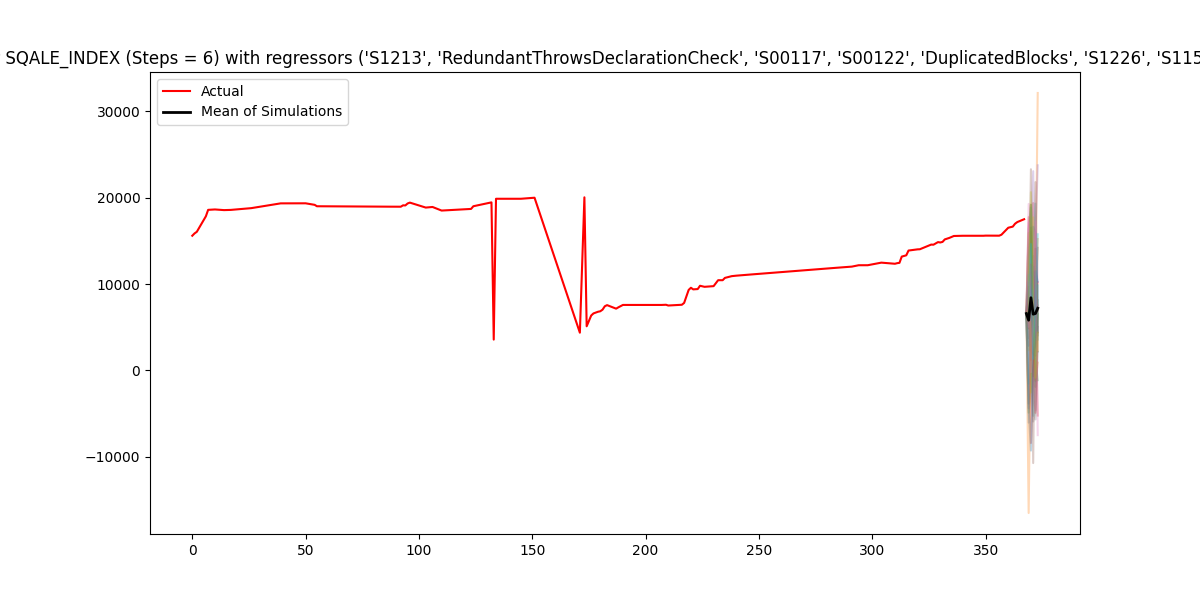 SQALE_INDEX (Steps = 6) with regressors ('S1213', 'RedundantThrowsDeclarationCheck', 'S00117', 'S00122', 'DuplicatedBlocks', 'S1226', 'S115
Actual
Mean of Simulations
30000
20000
10000
0
−10000
0 50 100 150 200 250 300 350